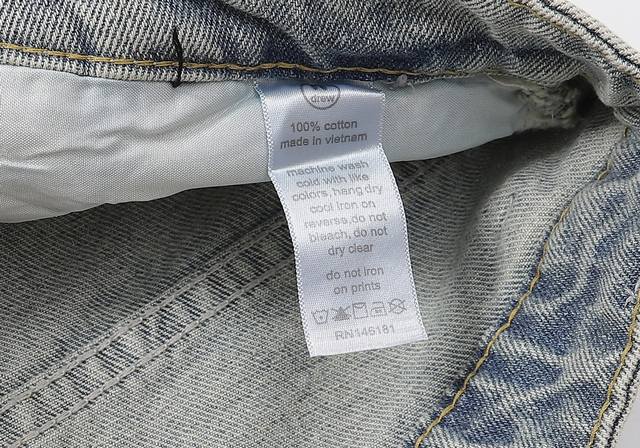 drew
100% cotton
made in vietnam
machine wash
cold with like
colors, hang dry
cool iron on
reverse, do not
bleach, do not
dry clear
do not iron
on prints
RN146181